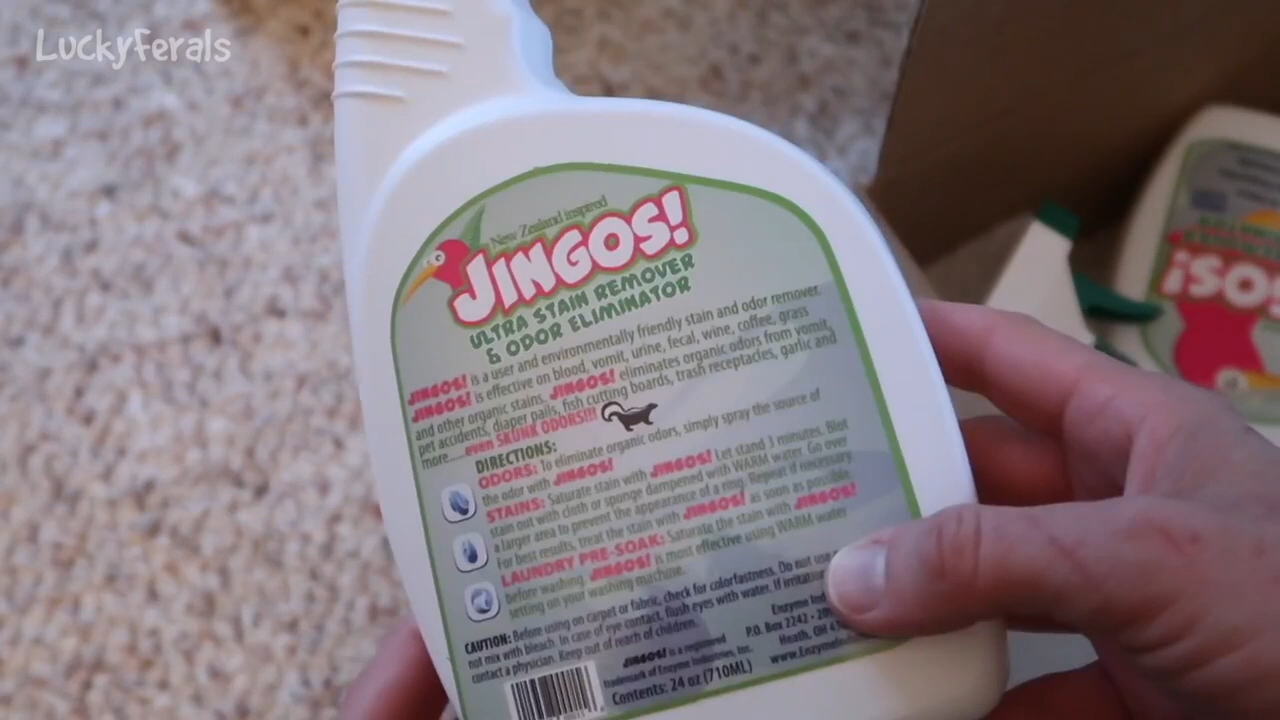 LuckyFerals
New Zealand inspired
JINGOS!
ULTRA STAIN REMOVER
& ODOR ELIMINATOR
JINGOS! is a user and environmentally friendly stain and odor remover.
JINGOS! is effective on blood, vomit, urine, fecal, wine, coffee, grass
and other organic stains. JINGOS! eliminates organic odors from vomit,
pet accidents, diaper pails, fish cutting boards, trash receptacles, garlic and
more.....even SKUNK ODORS!!!
DIRECTIONS:
ODORS: To eliminate organic odors, simply spray the source of
the odor with JINGOS!
STAINS: Saturate stain with JINGOS! Let stand 3 minutes. Blot
stain out with cloth or sponge dampened with WARM water. Go over
a larger area to prevent the appearance of a ring. Repeat if necessary.
For best results, treat the stain with JINGOS! as soon as possible.
LAUNDRY PRE-SOAK: Saturate the stain with JINGOS!
before washing. JINGOS! is most effective using WARM water
setting on your washing machine.
CAUTION: Before using on carpet or fabric, check for colorfastness. Do not use
not mix with bleach. In case of eye contact, flush eyes with water. If irritation
contact a physician. Keep out of reach of children.
JINGOS! is a registered
trademark of Enzyme Industries, Inc.
Contents: 24 oz (710ML)
Enzyme Ind
P.O. Box 2242 - 20
Heath, OH 4
www.Enzyme
¡SO